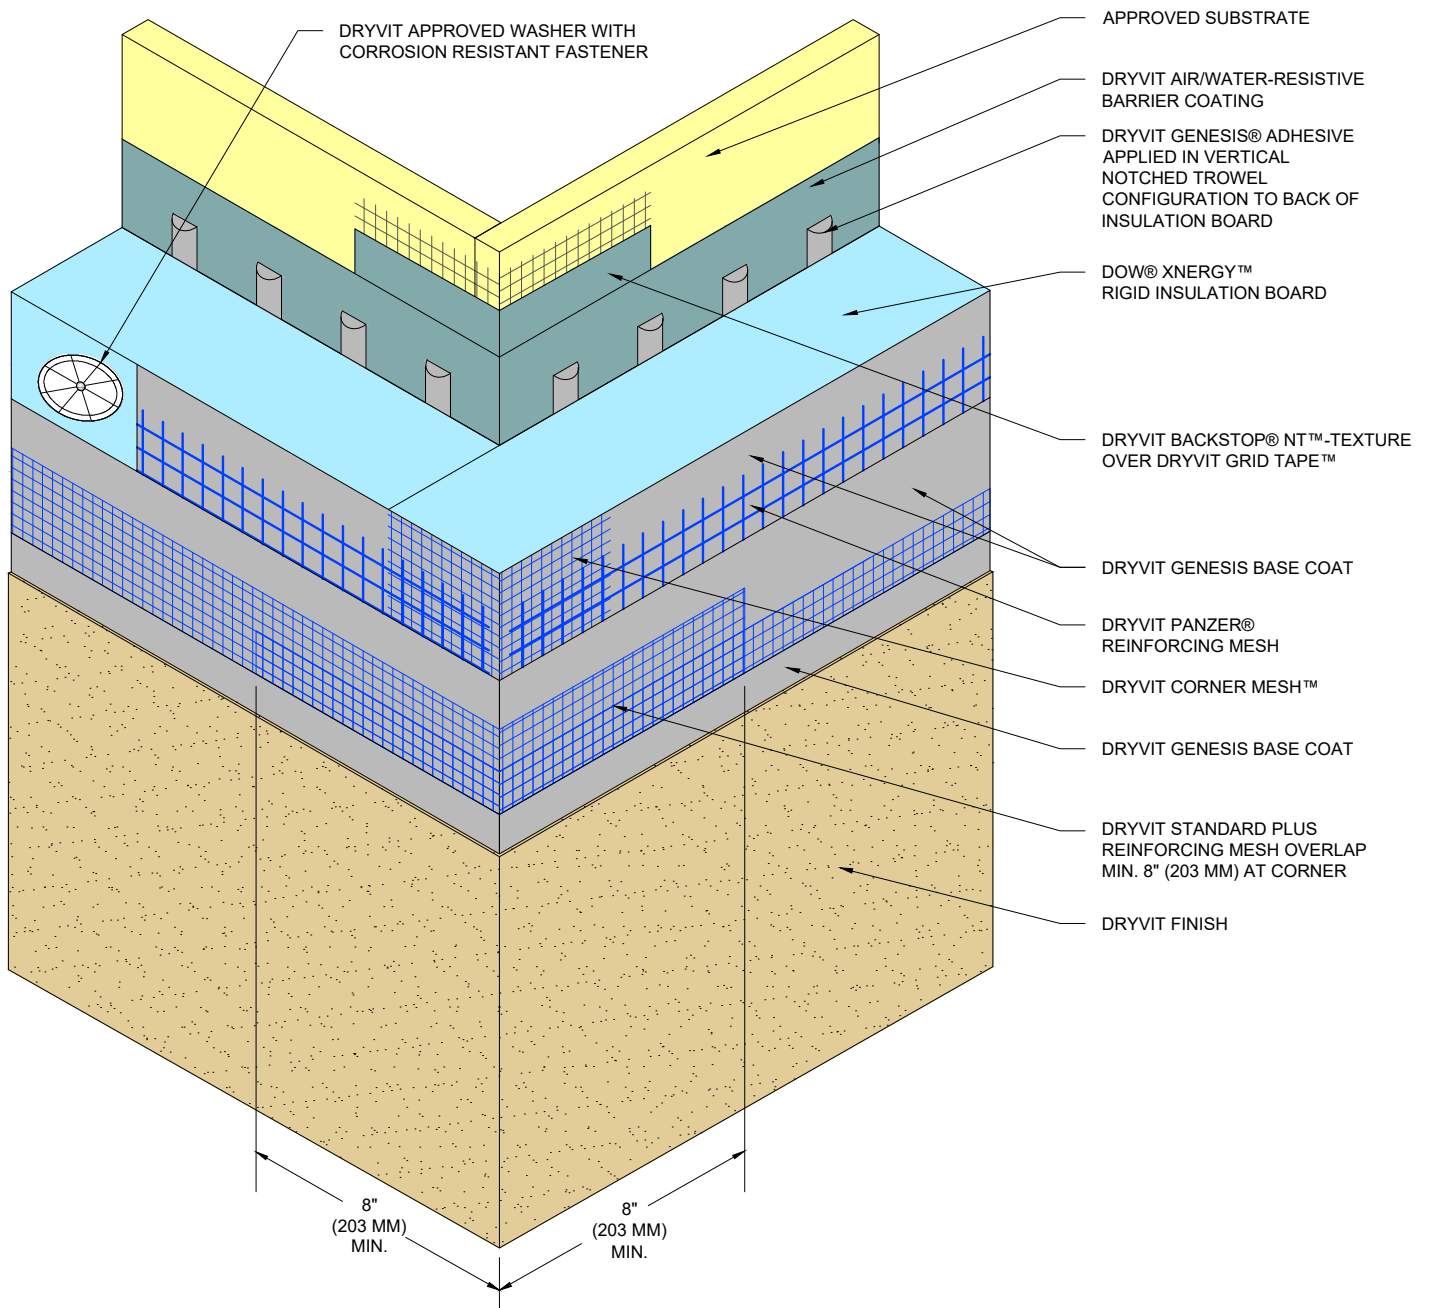 DRYVIT APPROVED WASHER WITH
CORROSION RESISTANT FASTENER
APPROVED SUBSTRATE
DRYVIT AIR/WATER-RESISTIVE
BARRIER COATING
DRYVIT GENESIS® ADHESIVE
APPLIED IN VERTICAL
NOTCHED TROWEL
CONFIGURATION TO BACK OF
INSULATION BOARD
DOW® XNERGY™
RIGID INSULATION BOARD
DRYVIT BACKSTOP® NT™-TEXTURE
OVER DRYVIT GRID TAPE™
DRYVIT GENESIS BASE COAT
DRYVIT PANZER®
REINFORCING MESH
DRYVIT CORNER MESH™
DRYVIT GENESIS BASE COAT
DRYVIT STANDARD PLUS
REINFORCING MESH OVERLAP
MIN. 8" (203 MM) AT CORNER
DRYVIT FINISH
8"
(203 MM)
MIN.
8"
(203 MM)
MIN.